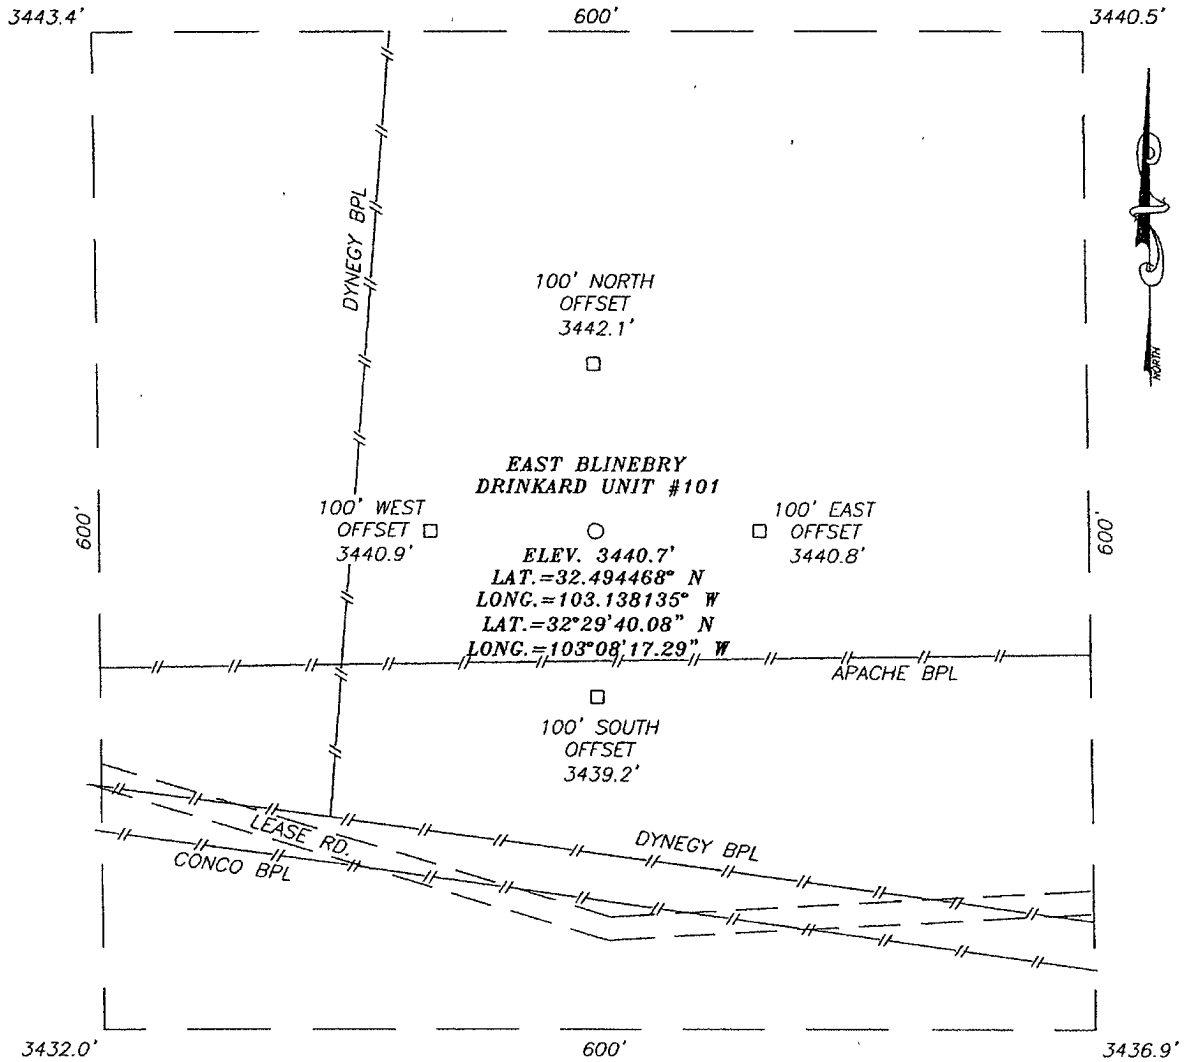 3443.4'
600'
3440.5'
DYNEGY BPL
100' NORTH
OFFSET
3442.1'
NORTH
EAST BLINEBRY
DRINKARD UNIT #101
100' WEST
OFFSET
3440.9'
100' EAST
OFFSET
3440.8'
600'
600'
ELEV. 3440.7'
LAT.=32.494468° N
LONG.=103.138135° W
LAT.=32°29'40.08" N
LONG.=103°08'17.29" W
APACHE BPL
100' SOUTH
OFFSET
3439.2'
LEASE RD.
DYNEGY BPL
CONCO BPL
3432.0'
600'
3436.9'